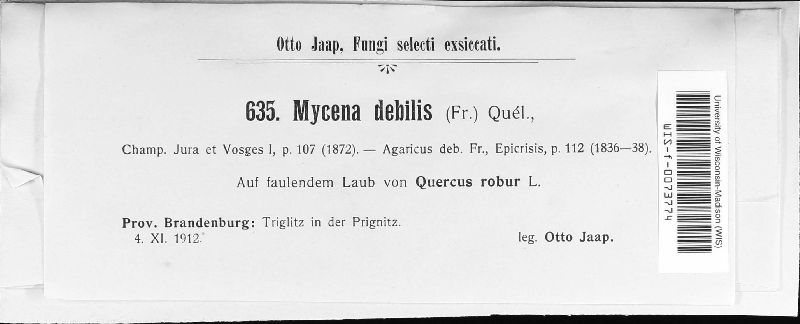 Otto Jaap, Fungi selecti exsiccati.
635. Mycena debilis (Fr.) Quél.,
Champ. Jura et Vosges I, p. 107 (1872). — Agaricus deb. Fr., Epicrisis, p. 112 (1836—38).
Auf faulendem Laub von Quercus robur L.
Prov. Brandenburg: Triglitz in der Prignitz.
4. XI. 1912.
leg. Otto Jaap.
University of Wisconsin-Madison (WIS)
WIS-f-0073774